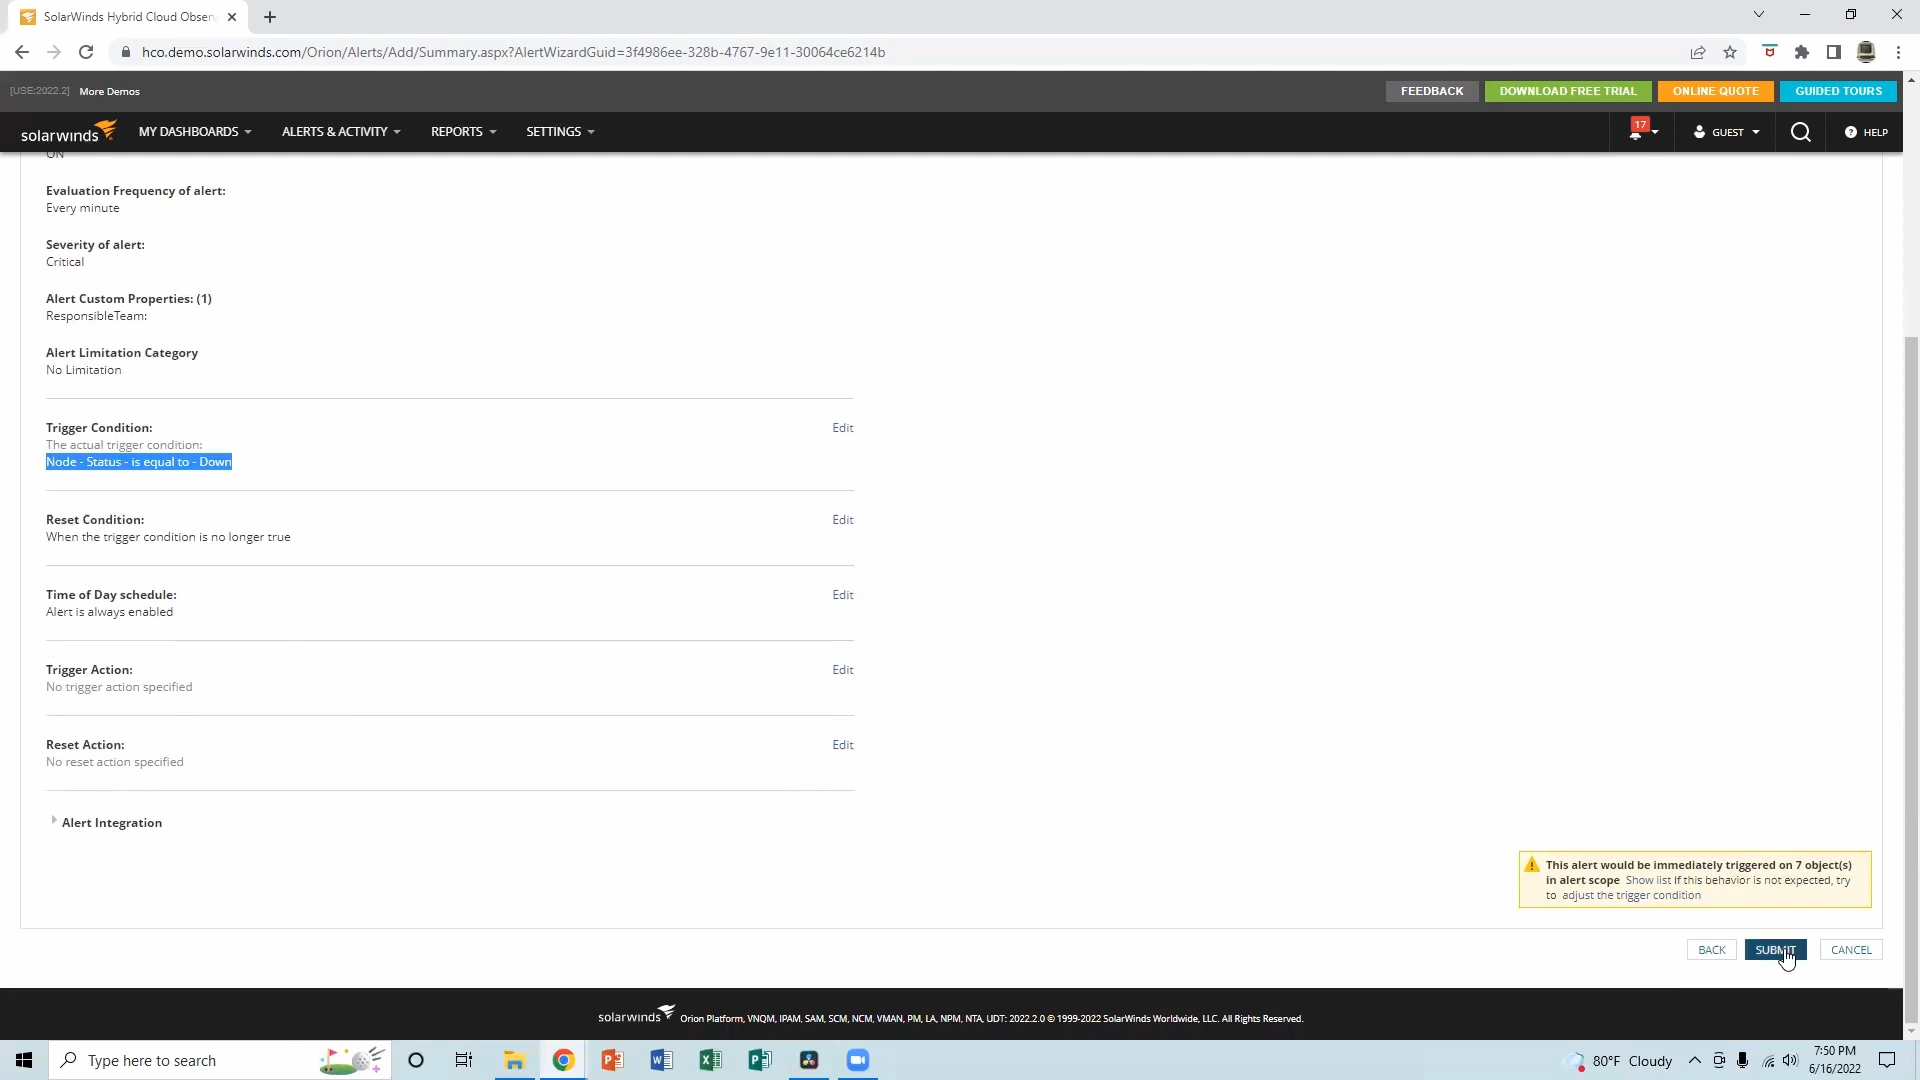 SolarWinds Hybrid Cloud Obser
hco.demo.solarwinds.com/Orion/Alerts/Add/Summary.aspx?AlertWizardGuid=3f4986ee-328b-4767-9e11-30064ce6214b
[USE:2022.2] More Demos
FEEDBACK
DOWNLOAD FREE TRIAL
ONLINE QUOTE
GUIDED TOURS
solarwinds
MY DASHBOARDS
ALERTS & ACTIVITY
REPORTS
SETTINGS
17
GUEST
HELP
ON
Evaluation Frequency of alert:
Every minute
Severity of alert:
Critical
Alert Custom Properties: (1)
ResponsibleTeam:
Alert Limitation Category
No Limitation
Trigger Condition:
Edit
The actual trigger condition:
Node - Status - is equal to - Down
Reset Condition:
Edit
When the trigger condition is no longer true
Time of Day schedule:
Edit
Alert is always enabled
Trigger Action:
Edit
No trigger action specified
Reset Action:
Edit
No reset action specified
Alert Integration
This alert would be immediately triggered on 7 object(s)
in alert scope Show list If this behavior is not expected, try
to adjust the trigger condition
BACK
SUBMIT
CANCEL
solarwinds Orion Platform, VNQM, IPAM, SAM, SCM, NCM, VMAN, PM, LA, NPM, NTA, UDT: 2022.2.0 © 1999-2022 SolarWinds Worldwide, LLC. All Rights Reserved.
Type here to search
80°F Cloudy
7:50 PM
6/16/2022